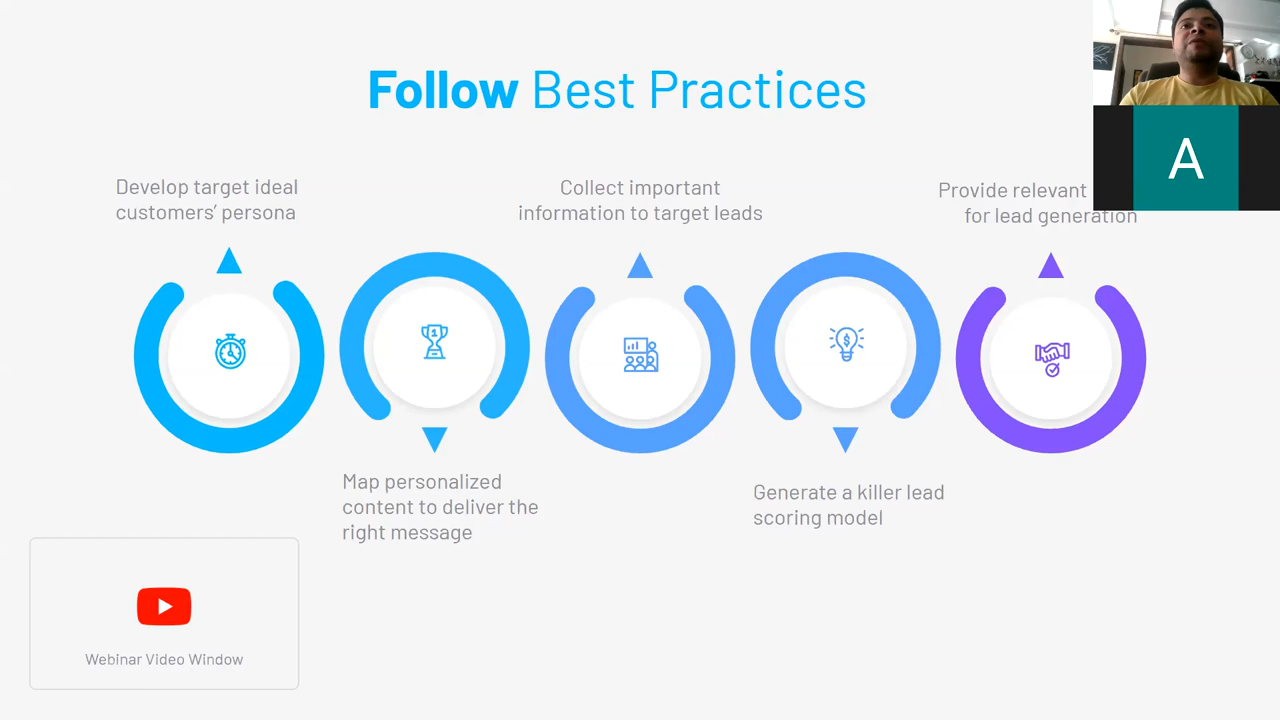 Follow Best Practices
Develop target ideal
customers’ persona
Collect important
information to target leads
Provide relevant
for lead generation
A
1
$
Map personalized
content to deliver the
right message
Generate a killer lead
scoring model
Webinar Video Window